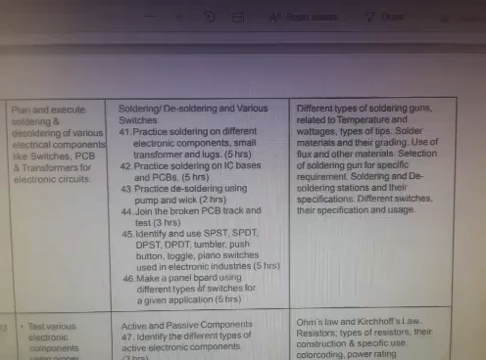 Read aloud
Draw
Plan and execute
soldering &
desoldering of various
electrical components
like Switches, PCB
& Transformers for
electronic circuits.
Soldering/ De-soldering and Various
Switches
41.Practice soldering on different
electronic components, small
transformer and lugs. (5 hrs)
42.Practice soldering on IC bases
and PCBs. (5 hrs)
43 Practice de-soldering using
pump and wick (2 hrs)
44.Join the broken PCB track and
test (3 hrs)
45.Identify and use SPST, SPDT,
DPST, DPDT, tumbler, push
button, toggle, piano switches
used in electronic industries (5 hrs)
46.Make a panel board using
different types of switches for
a given application (5 hrs)
Different types of soldering guns,
related to Temperature and
wattages, types of tips. Solder
materials and their grading. Use of
flux and other materials. Selection
of soldering gun for specific
requirement. Soldering and De-
soldering stations and their
specifications. Different switches,
their specification and usage.
• Test various
electronic
components
using proper
Active and Passive Components
47. Identify the different types of
active electronic components.
(3 hrs)
Ohm's law and Kirchhoff's Law.
Resistors; types of resistors, their
construction & specific use,
colorcoding, power rating